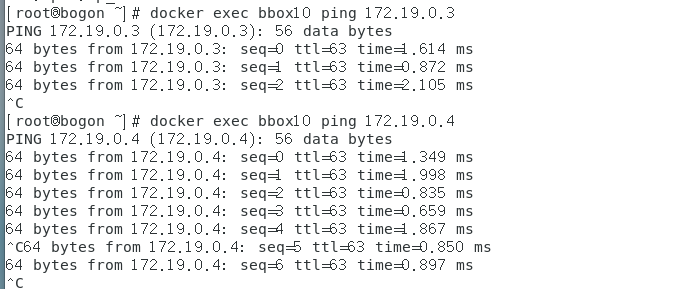 [root@bogon ~]# docker exec bbox10 ping 172.19.0.3
PING 172.19.0.3 (172.19.0.3): 56 data bytes
64 bytes from 172.19.0.3: seq=0 ttl=63 time=1.614 ms
64 bytes from 172.19.0.3: seq=1 ttl=63 time=0.872 ms
64 bytes from 172.19.0.3: seq=2 ttl=63 time=2.105 ms
^C
[root@bogon ~]# docker exec bbox10 ping 172.19.0.4
PING 172.19.0.4 (172.19.0.4): 56 data bytes
64 bytes from 172.19.0.4: seq=0 ttl=63 time=1.349 ms
64 bytes from 172.19.0.4: seq=1 ttl=63 time=1.998 ms
64 bytes from 172.19.0.4: seq=2 ttl=63 time=0.835 ms
64 bytes from 172.19.0.4: seq=3 ttl=63 time=0.659 ms
64 bytes from 172.19.0.4: seq=4 ttl=63 time=1.867 ms
^C64 bytes from 172.19.0.4: seq=5 ttl=63 time=0.850 ms
64 bytes from 172.19.0.4: seq=6 ttl=63 time=0.897 ms
^C